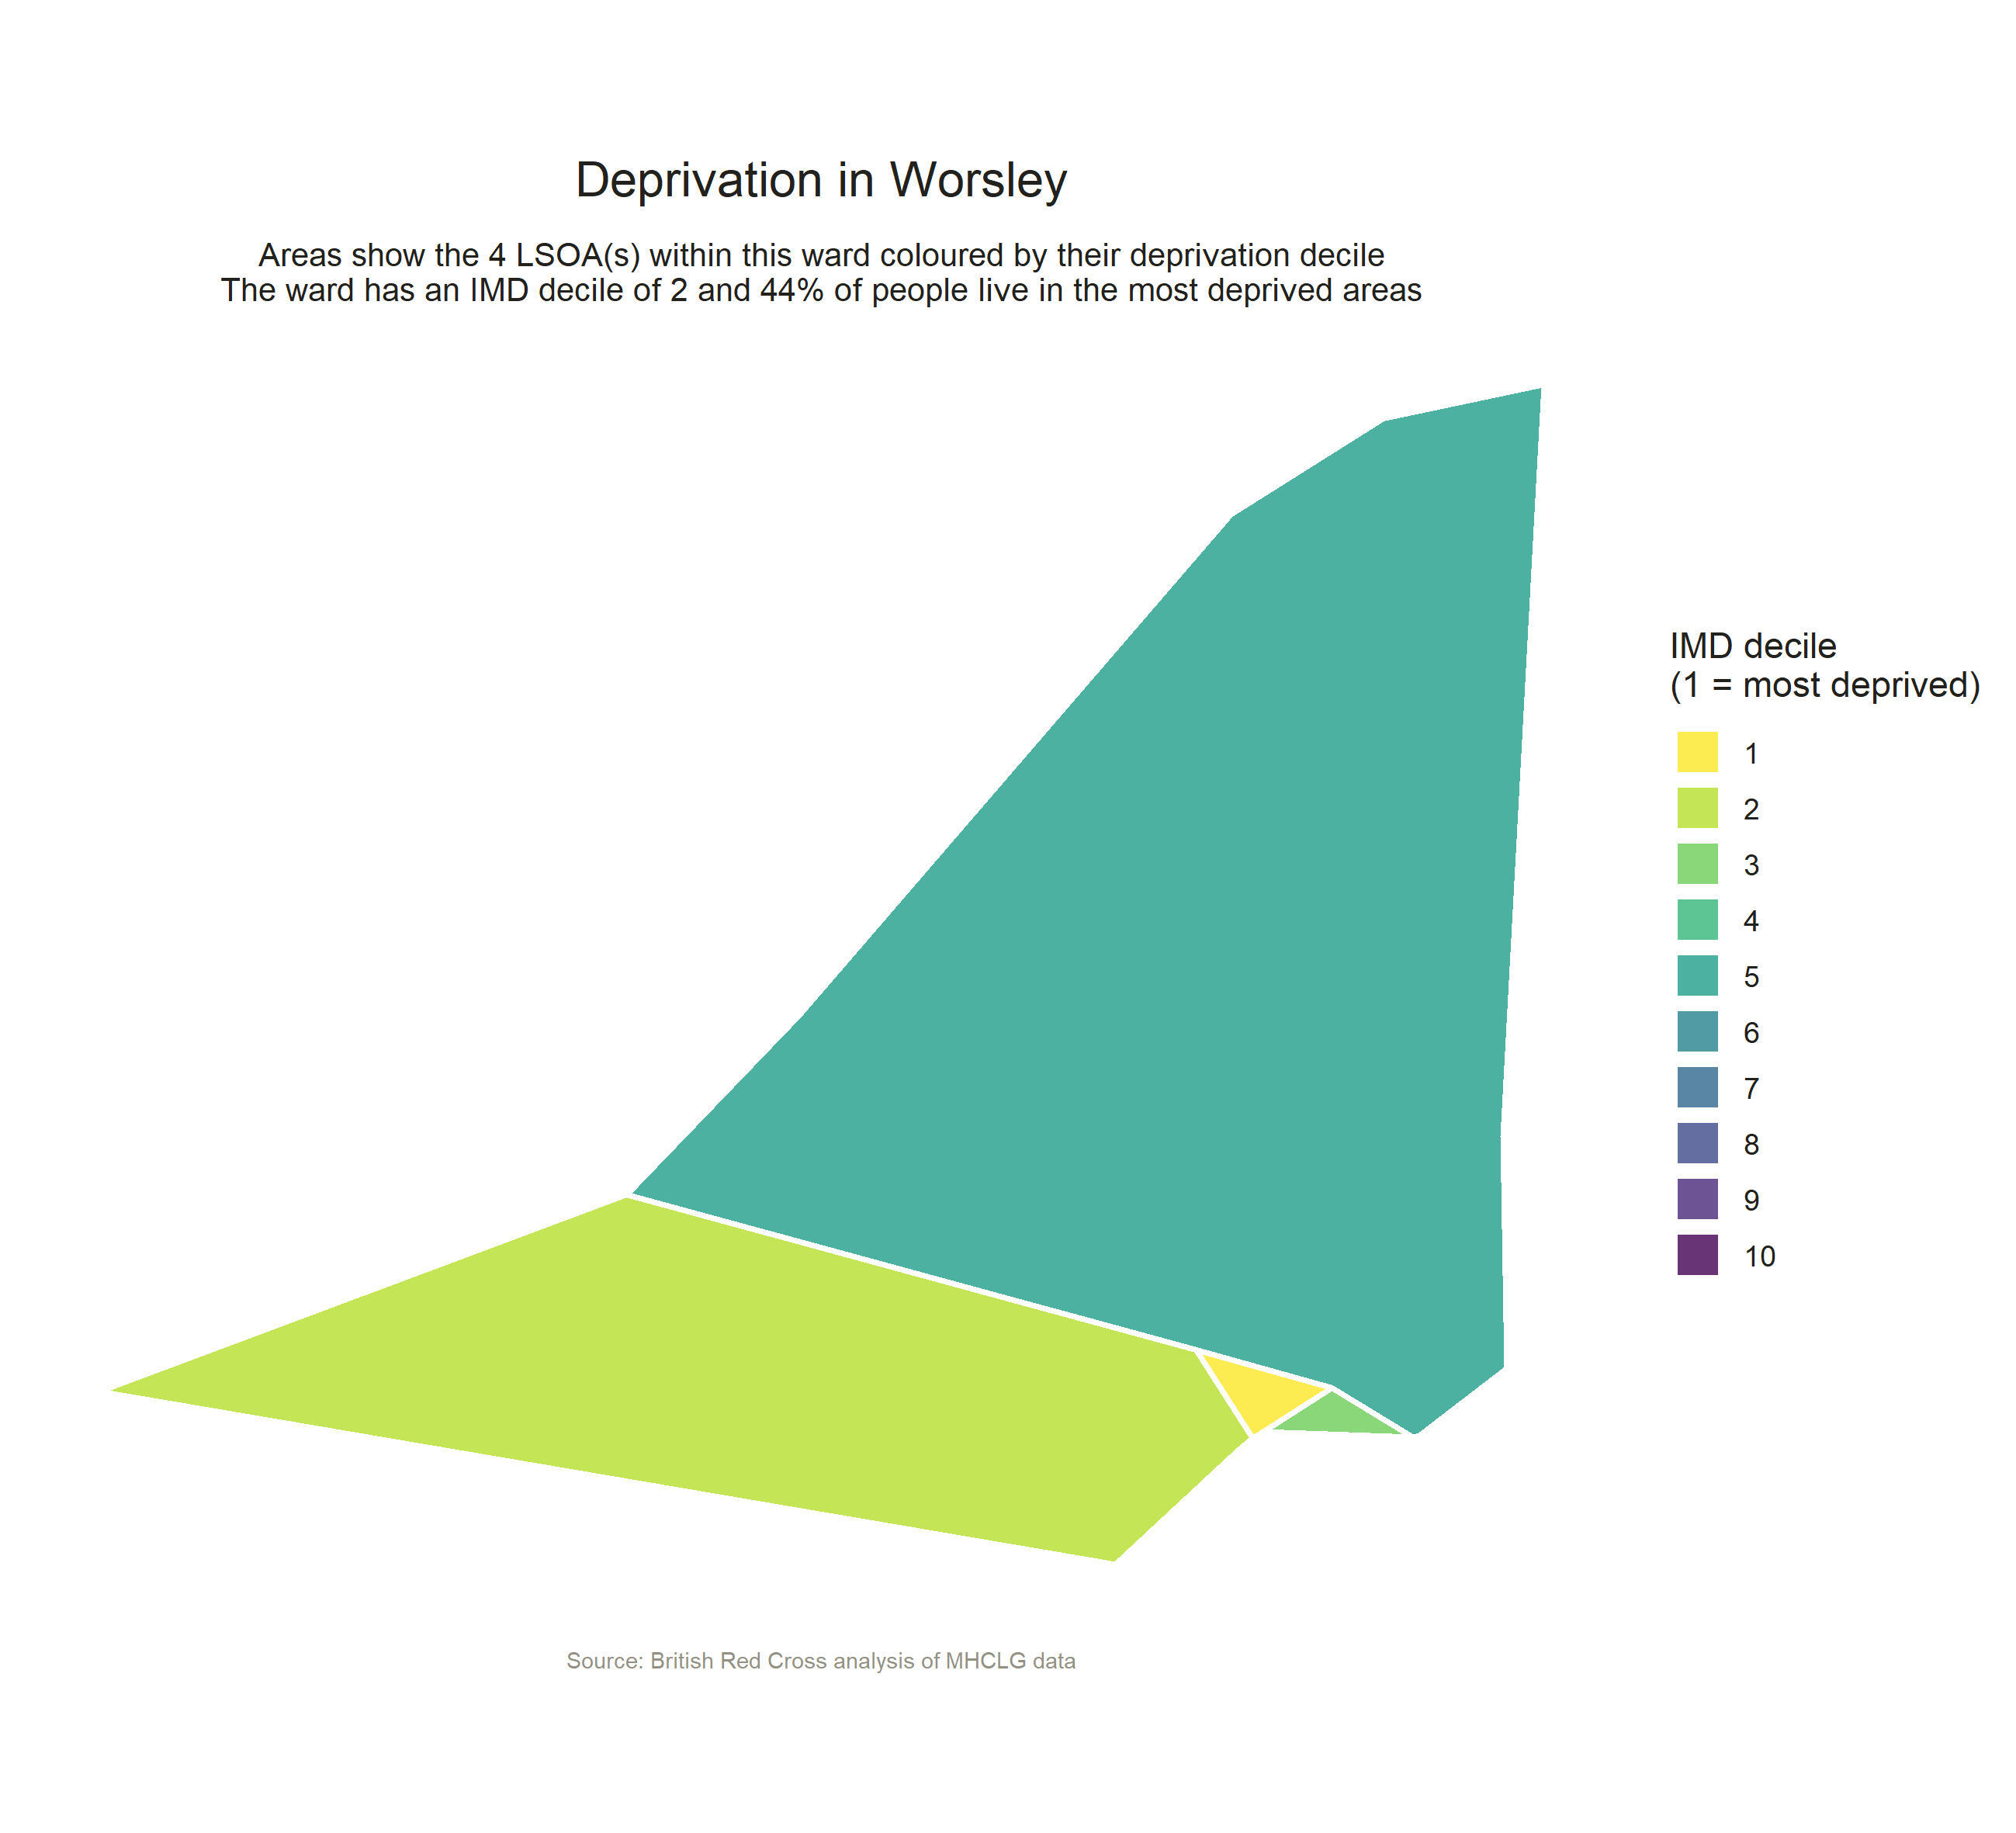 Deprivation in Worsley
Areas show the 4 LSOA(s) within this ward coloured by their deprivation decile
The ward has an IMD decile of 2 and 44% of people live in the most deprived areas
IMD decile
(1 = most deprived)
1
2
3
4
5
6
7
8
9
10
Source: British Red Cross analysis of MHCLG data